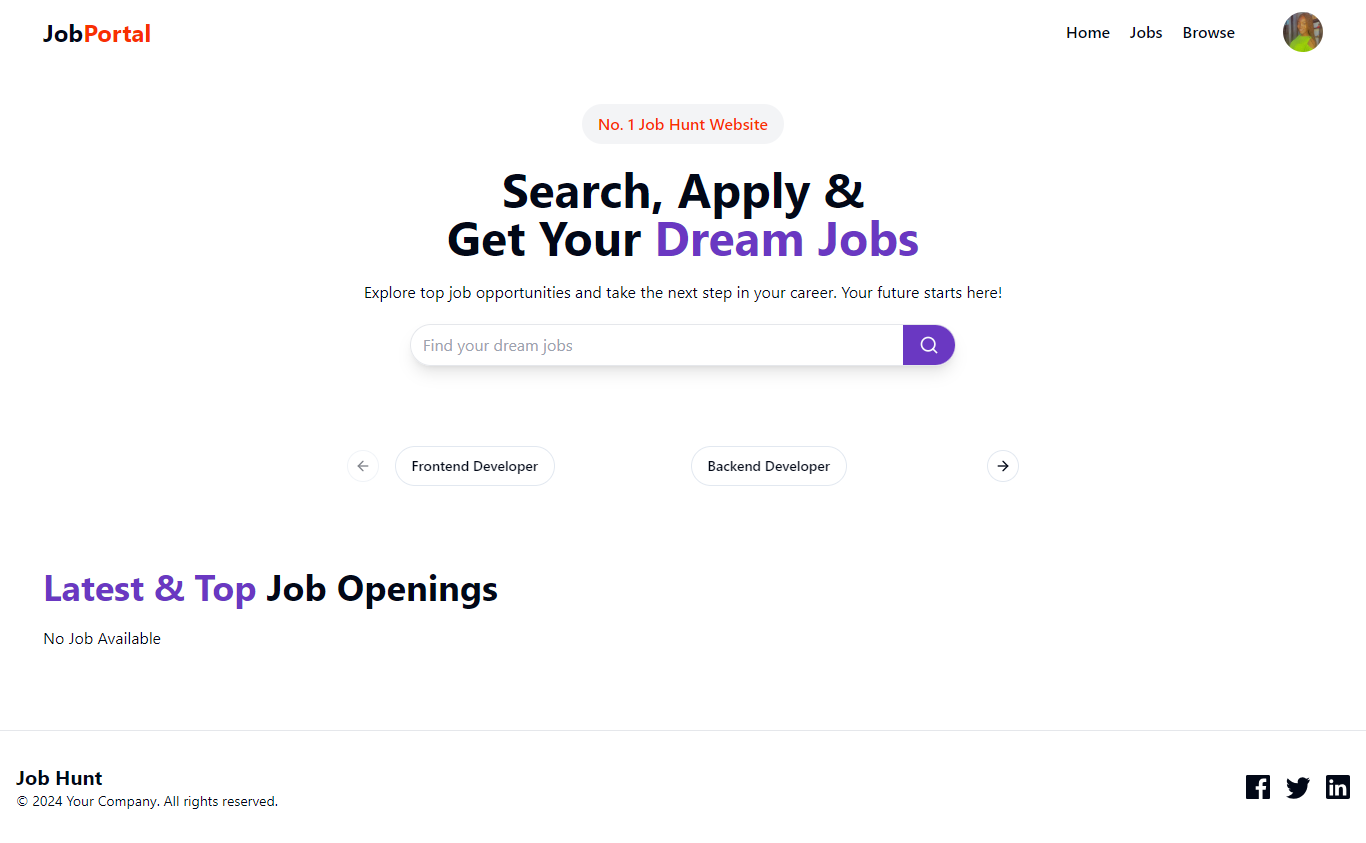 JobPortal
Home Jobs Browse
No. 1 Job Hunt Website
Search, Apply &
Get Your Dream Jobs
Explore top job opportunities and take the next step in your career. Your future starts here!
Find your dream jobs
Frontend Developer
Backend Developer
Latest & Top Job Openings
No Job Available
Job Hunt
© 2024 Your Company. All rights reserved.